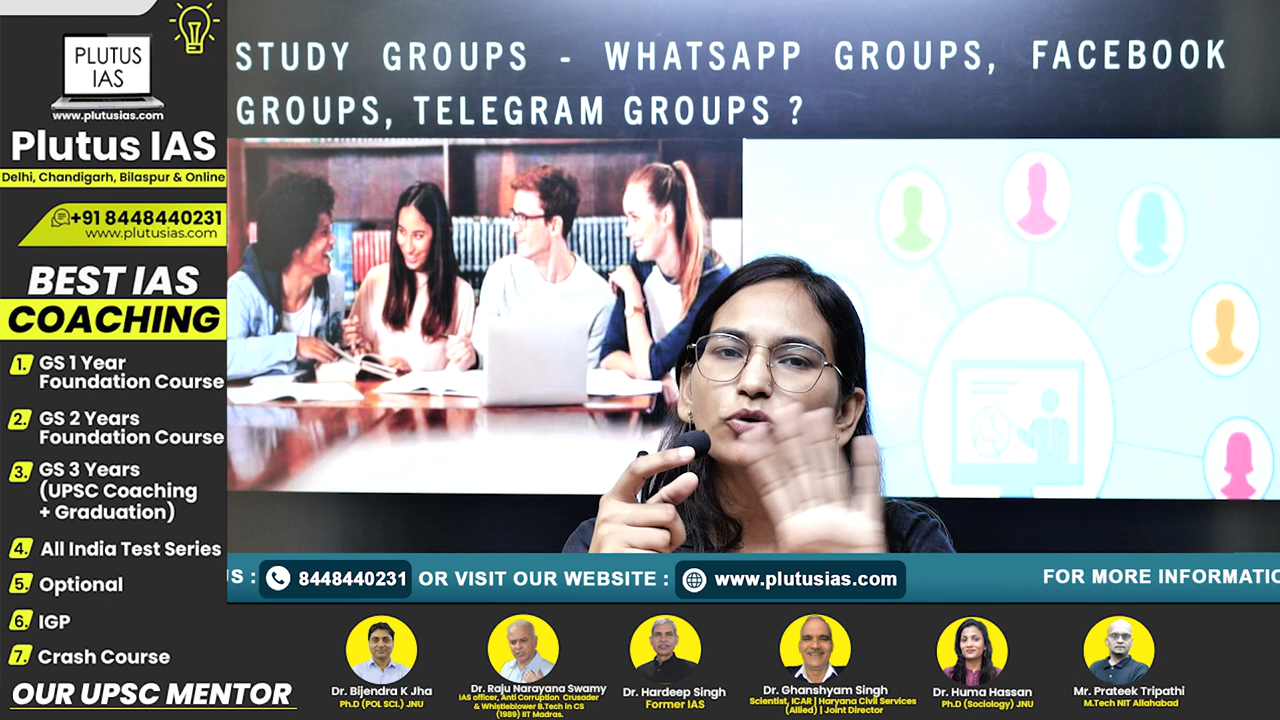 PLUTUS
IAS
www.plutusias.com
Plutus IAS
Delhi, Chandigarh, Bilaspur & Online
+91 8448440231
www.plutusias.com
BEST IAS
COACHING
1. GS 1 Year
Foundation Course
2. GS 2 Years
Foundation Course
3. GS 3 Years
(UPSC Coaching
+ Graduation)
4. All India Test Series
5. Optional
6. IGP
7. Crash Course
OUR UPSC MENTOR
STUDY GROUPS - WHATSAPP GROUPS, FACEBOOK
GROUPS, TELEGRAM GROUPS ?
US : 8448440231 OR VISIT OUR WEBSITE : www.plutusias.com FOR MORE INFORMATIO
Dr. Bijendra K Jha
Ph.D (POL SCI.) JNU
Dr. Raju Narayana Swamy
IAS officer, Anti Corruption Crusader
& Whistleblower B.Tech in CS
(1989) IIT Madras.
Dr. Hardeep Singh
Former IAS
Dr. Ghanshyam Singh
Scientist, ICAR | Haryana Civil Services
(Allied) | Joint Director
Dr. Huma Hassan
Ph.D (Sociology) JNU
Mr. Prateek Tripathi
M.Tech NIT Allahabad